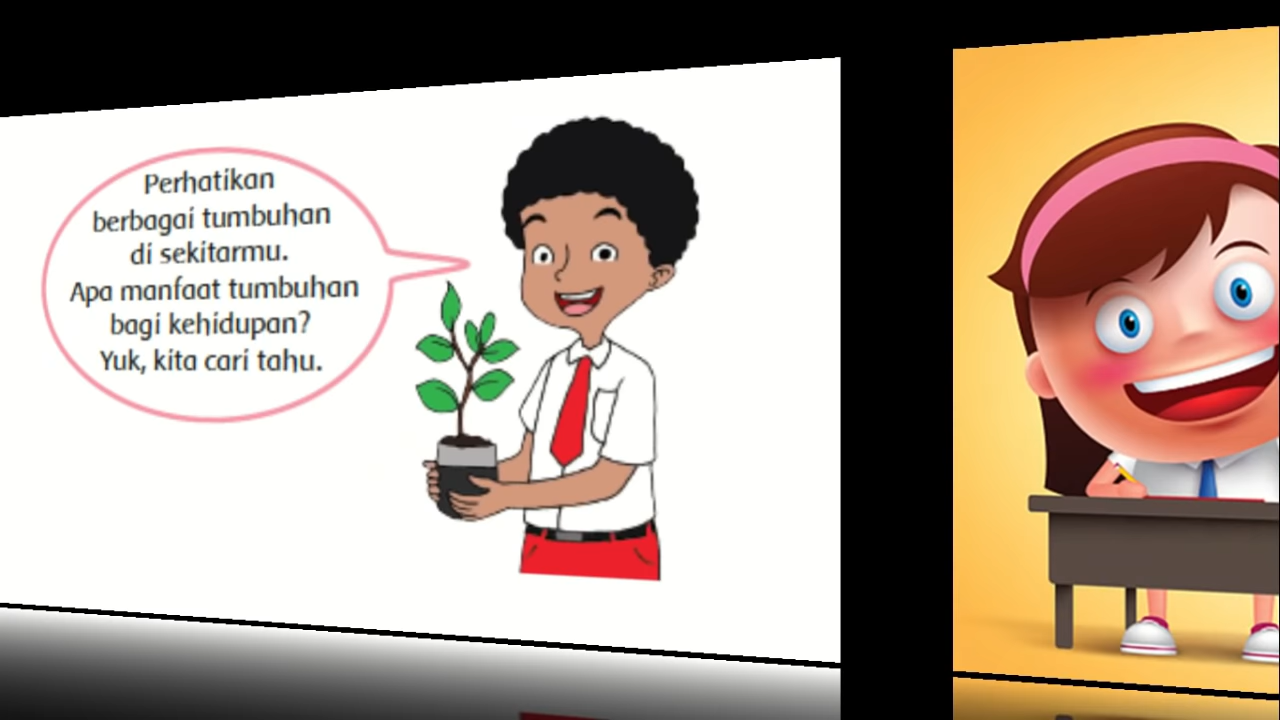 Perhatikan
berbagai tumbuhan
di sekitarmu.
Apa manfaat tumbuhan
bagi kehidupan?
Yuk, kita cari tahu.